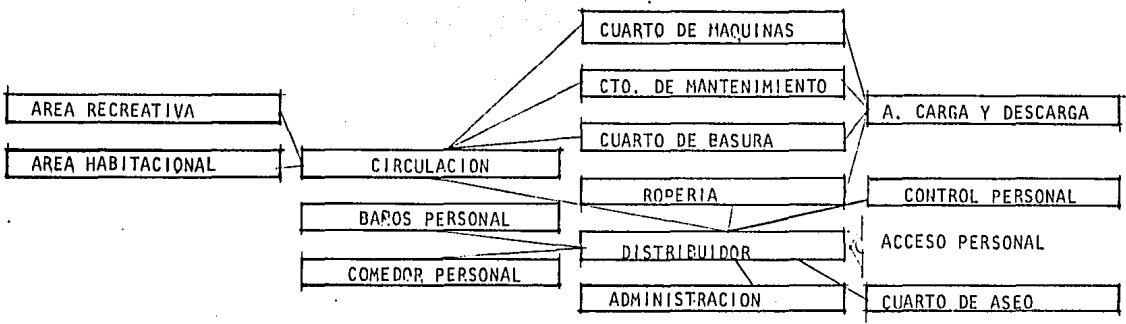 CUARTO DE MAQUINAS
CTO. DE MANTENIMIENTO
AREA RECREATIVA
A. CARGA Y DESCARGA
CUARTO DE BASURA
AREA HABITACIONAL
CIRCULACION
ROPERIA
CONTROL PERSONAL
BAÑOS PERSONAL
ACCESO PERSONAL
DISTRIBUIDOR
COMEDOR PERSONAL
ADMINISTRACION
CUARTO DE ASEO